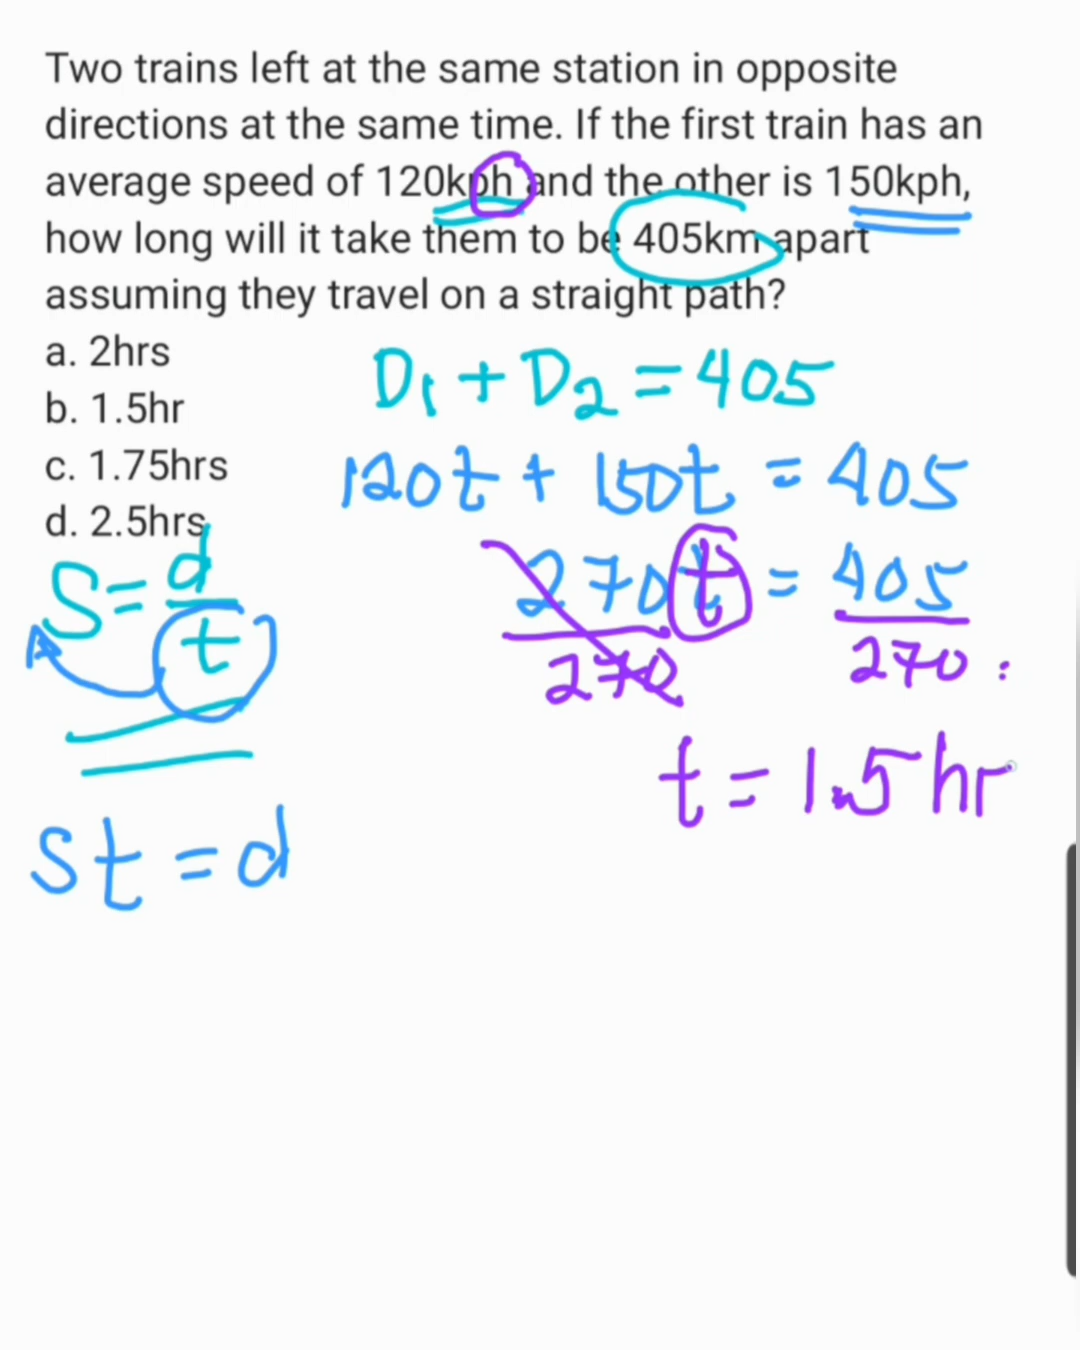 Two trains left at the same station in opposite
directions at the same time. If the first train has an
average speed of 120kph and the other is 150kph,
how long will it take them to be 405km apart
assuming they travel on a straight path?
a. 2hrs
b. 1.5hr
c. 1.75hrs
d. 2.5hrs
D₁ + D₂ = 405
120t + 150t = 405
270t = 405
270 270
t = 1.5 hr
S = d
t
st = d